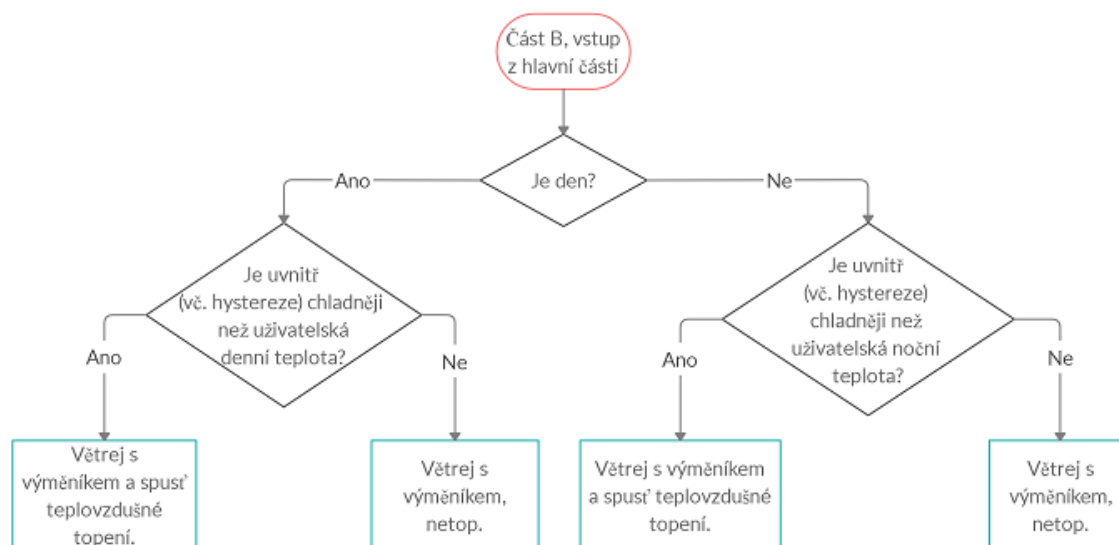 Část B, vstup
z hlavní části
Je den?
Ano
Ne
Je uvnitř
(vč. hystereze) chladněji
než uživatelská
denní teplota?
Je uvnitř
(vč. hystereze)
chladněji než
uživatelská noční
teplota?
Ano
Ne
Ano
Ne
Větrej s
výměníkem a spusť
teplovzdušné
topení.
Větrej s
výměníkem,
netop.
Větrej s výměníkem
a spusť teplovzdušné
topení.
Větrej s
výměníkem,
netop.